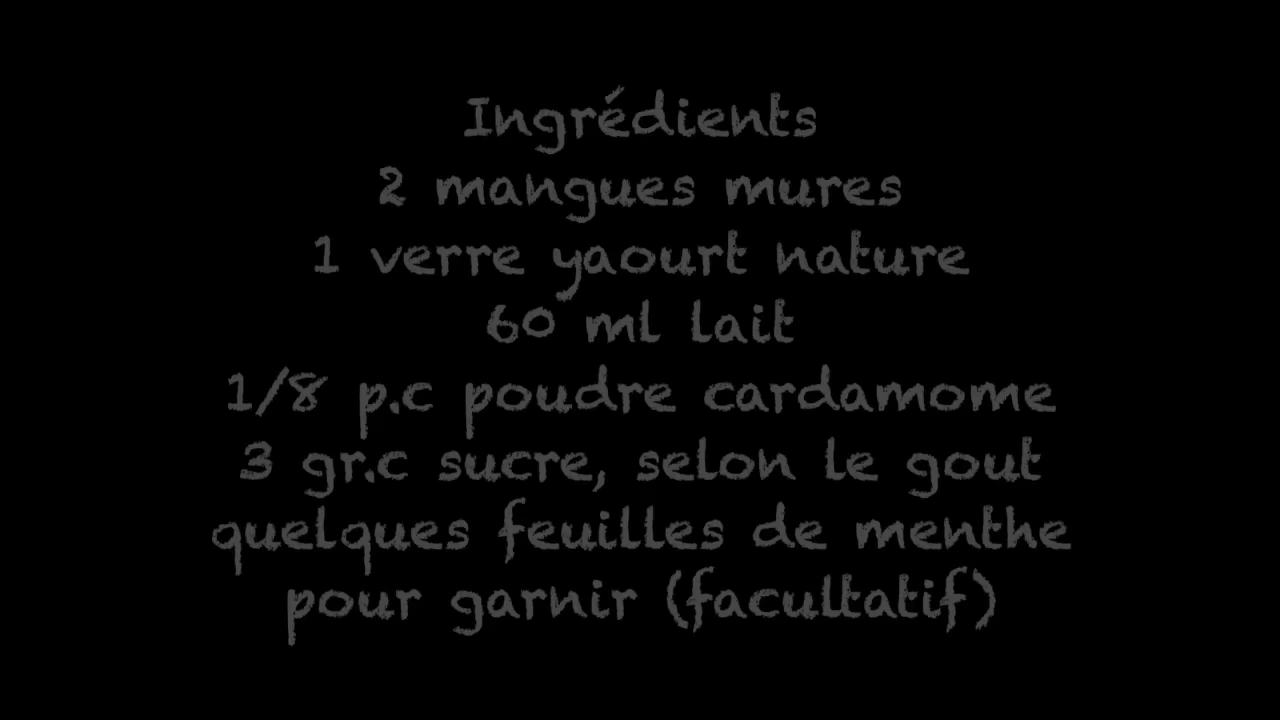 Ingrédients
2 mangues mures
1 verre yaourt nature
60 ml lait
1/8 p.c poudre cardamome
3 gr.c sucre, selon le gout
quelques feuilles de menthe
pour garnir (facultatif)